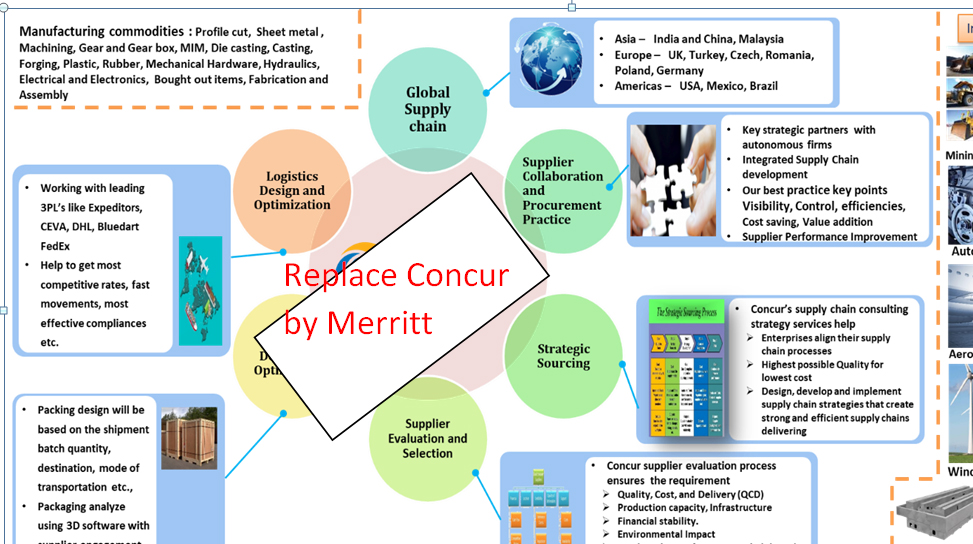 Manufacturing commodities : Profile cut, Sheet metal ,
Machining, Gear and Gear box, MIM, Die casting, Casting,
Forging, Plastic, Rubber, Mechanical Hardware, Hydraulics,
Electrical and Electronics, Bought out items, Fabrication and
Assembly
Global
Supply
chain
• Asia – India and China, Malaysia
• Europe – UK, Turkey, Czech, Romania,
Poland, Germany
• Americas – USA, Mexico, Brazil
Logistics
Design and
Optimization
Supplier
Collaboration
and
Procurement
Practice
• Key strategic partners with
autonomous firms
• Integrated Supply Chain
development
• Our best practice key points
Visibility, Control, efficiencies,
Cost saving, Value addition
• Supplier Performance Improvement
• Working with leading
3PL's like Expeditors,
CEVA, DHL, Bluedart
FedEx
• Help to get most
competitive rates, fast
movements, most
effective compliances
etc.
Replace Concur
by Merritt
Strategic
Sourcing
The Strategic Sourcing Process
• Concur's supply chain consulting
strategy services help
➢ Enterprises align their supply
chain processes
➢ Highest possible Quality for
lowest cost
➢ Design, develop and implement
supply chain strategies that create
strong and efficient supply chains
delivering
• Packing design will be
based on the shipment
batch quantity,
destination, mode of
transportation etc.,
• Packaging analyze
using 3D software with
supplier engagement
Supplier
Evaluation and
Selection
• Concur supplier evaluation process
ensures the requirement
➢ Quality, Cost, and Delivery (QCD)
➢ Production capacity, Infrastructure
➢ Financial stability.
➢ Environmental Impact
In
Minin
Auto
Aero
Wind